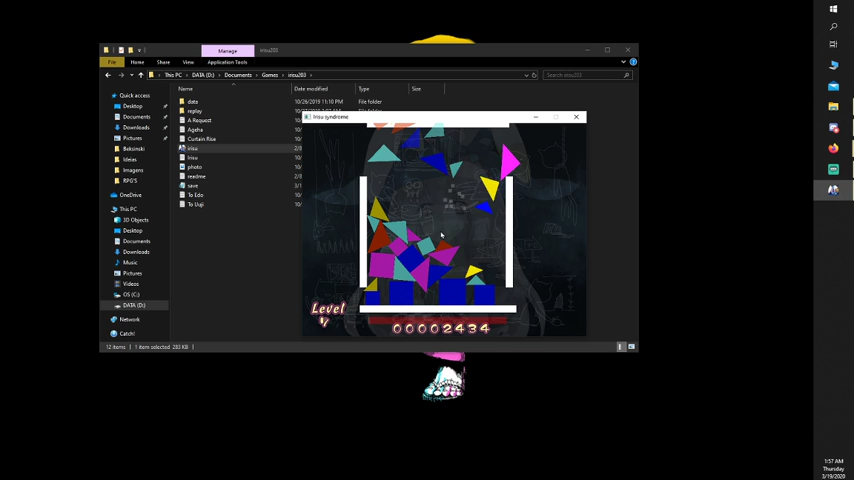 Manage
irisu203
File
Home
Share
View
Application Tools
This PC
DATA (D:)
Documents
Games
irisu203
Search irisu203
Name
Date modified
Type
Size
Quick access
Desktop
Documents
Downloads
Pictures
Beksinski
Ideias
Imagens
RPG'S
OneDrive
This PC
3D Objects
Desktop
Documents
Downloads
Music
Pictures
Videos
OS (C:)
DATA (D:)
Network
Catch!
data
10/26/2019 11:10 PM
File folder
replay
File folder
A Request
Ageha
Curtain Rise
irisu
Irisu
photo
readme
save
To Edo
To Uuji
Irisu syndrome
Level
00002434
12 items
1 item selected 283 KB
1:57 AM
Thursday
3/19/2020